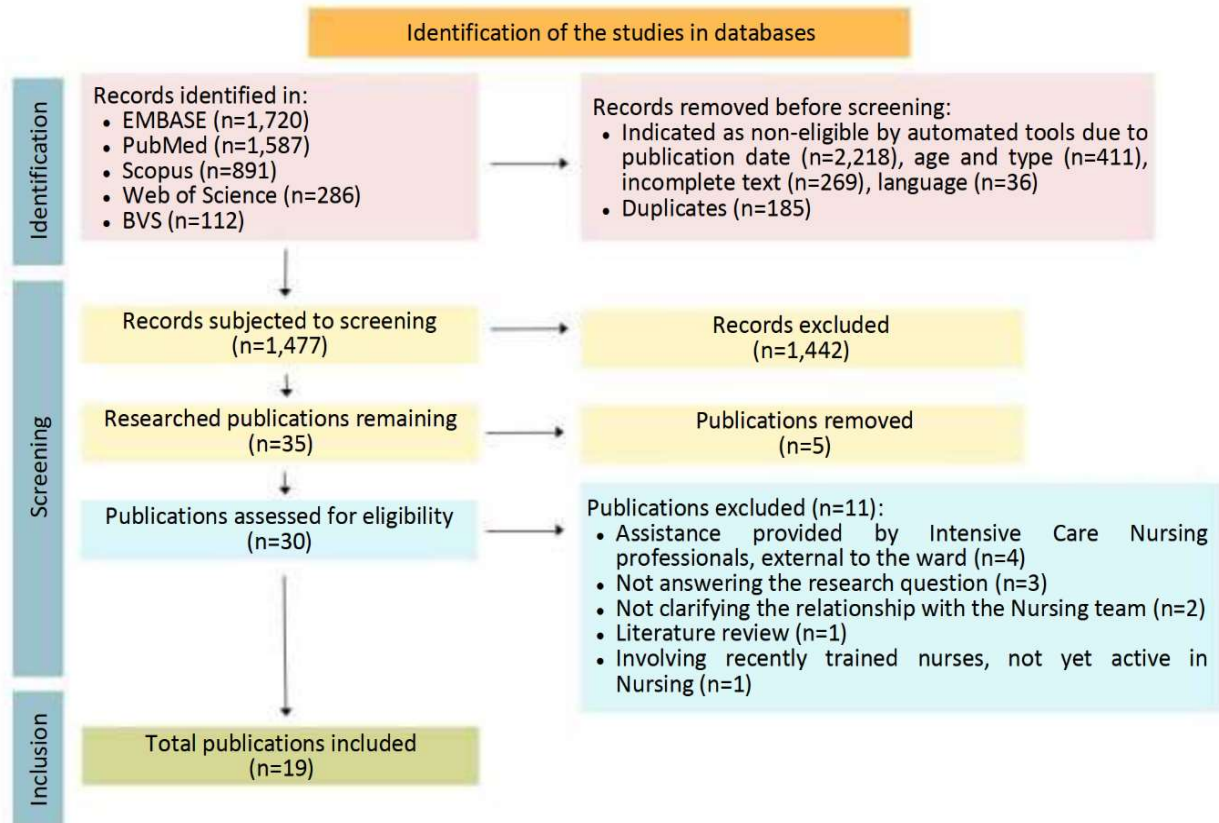 Identification of the studies in databases
Identification
Records identified in:
• EMBASE (n=1,720)
• PubMed (n=1,587)
• Scopus (n=891)
• Web of Science (n=286)
• BVS (n=112)
Records removed before screening:
• Indicated as non-eligible by automated tools due to
publication date (n=2,218), age and type (n=411),
incomplete text (n=269), language (n=36)
• Duplicates (n=185)
Screening
Records subjected to screening
(n=1,477)
Records excluded
(n=1,442)
Researched publications remaining
(n=35)
Publications removed
(n=5)
Publications assessed for eligibility
(n=30)
Publications excluded (n=11):
• Assistance provided by Intensive Care Nursing
professionals, external to the ward (n=4)
• Not answering the research question (n=3)
• Not clarifying the relationship with the Nursing team (n=2)
• Literature review (n=1)
• Involving recently trained nurses, not yet active in
Nursing (n=1)
Inclusion
Total publications included
(n=19)